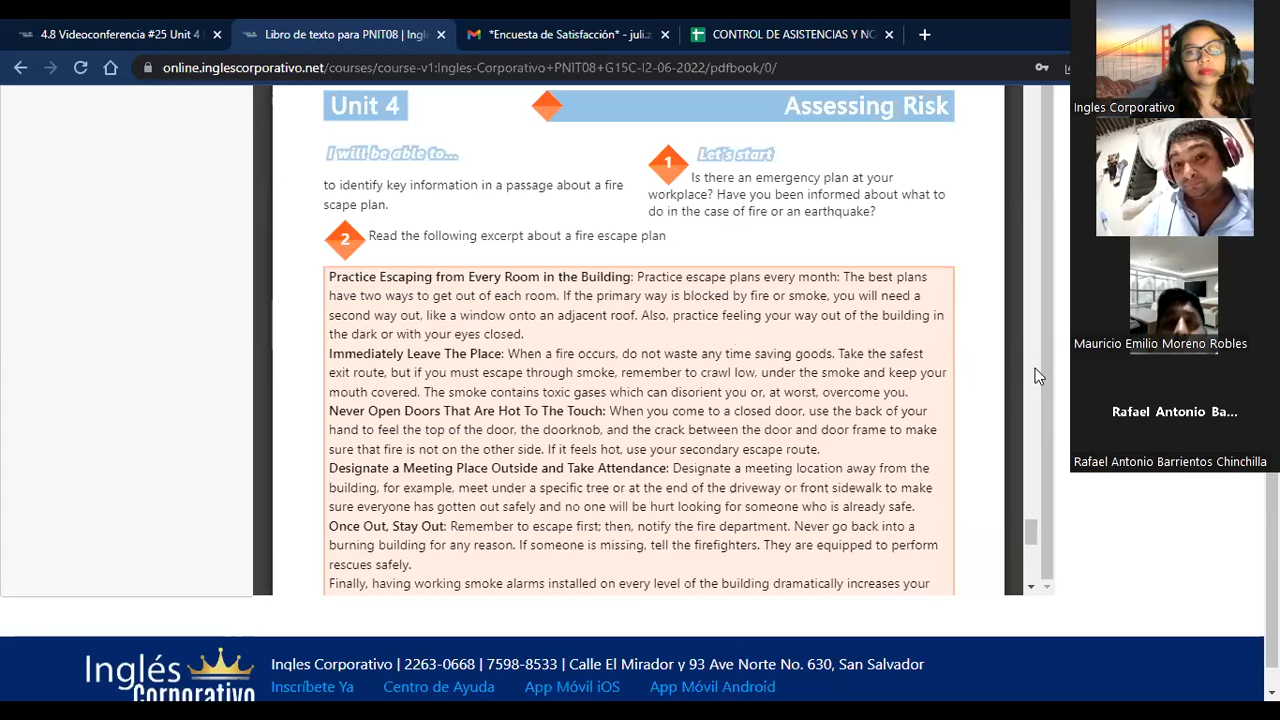 4.8 Videoconferencia #25 Unit 4
Libro de texto para PNIT08 | Ingl
*Encuesta de Satisfacción* - juli.z
CONTROL DE ASISTENCIAS Y NO
online.inglescorporativo.net/courses/course-v1:Ingles-Corporativo+PNIT08+G15C-I2-06-2022/pdfbook/0/
Unit 4
Assessing Risk
I will be able to...
to identify key information in a passage about a fire
scape plan.
1
Let's start
Is there an emergency plan at your
workplace? Have you been informed about what to
do in the case of fire or an earthquake?
2
Read the following excerpt about a fire escape plan
Practice Escaping from Every Room in the Building: Practice escape plans every month: The best plans
have two ways to get out of each room. If the primary way is blocked by fire or smoke, you will need a
second way out, like a window onto an adjacent roof. Also, practice feeling your way out of the building in
the dark or with your eyes closed.
Immediately Leave The Place: When a fire occurs, do not waste any time saving goods. Take the safest
exit route, but if you must escape through smoke, remember to crawl low, under the smoke and keep your
mouth covered. The smoke contains toxic gases which can disorient you or, at worst, overcome you.
Never Open Doors That Are Hot To The Touch: When you come to a closed door, use the back of your
hand to feel the top of the door, the doorknob, and the crack between the door and door frame to make
sure that fire is not on the other side. If it feels hot, use your secondary escape route.
Designate a Meeting Place Outside and Take Attendance: Designate a meeting location away from the
building, for example, meet under a specific tree or at the end of the driveway or front sidewalk to make
sure everyone has gotten out safely and no one will be hurt looking for someone who is already safe.
Once Out, Stay Out: Remember to escape first; then, notify the fire department. Never go back into a
burning building for any reason. If someone is missing, tell the firefighters. They are equipped to perform
rescues safely.
Finally, having working smoke alarms installed on every level of the building dramatically increases your
Ingles Corporativo
Mauricio Emilio Moreno Robles
Rafael Antonio Ba...
Rafael Antonio Barrientos Chinchilla
Inglés
Corporativo
Ingles Corporativo | 2263-0668 | 7598-8533 | Calle El Mirador y 93 Ave Norte No. 630, San Salvador
Inscríbete Ya
Centro de Ayuda
App Móvil iOS
App Móvil Android